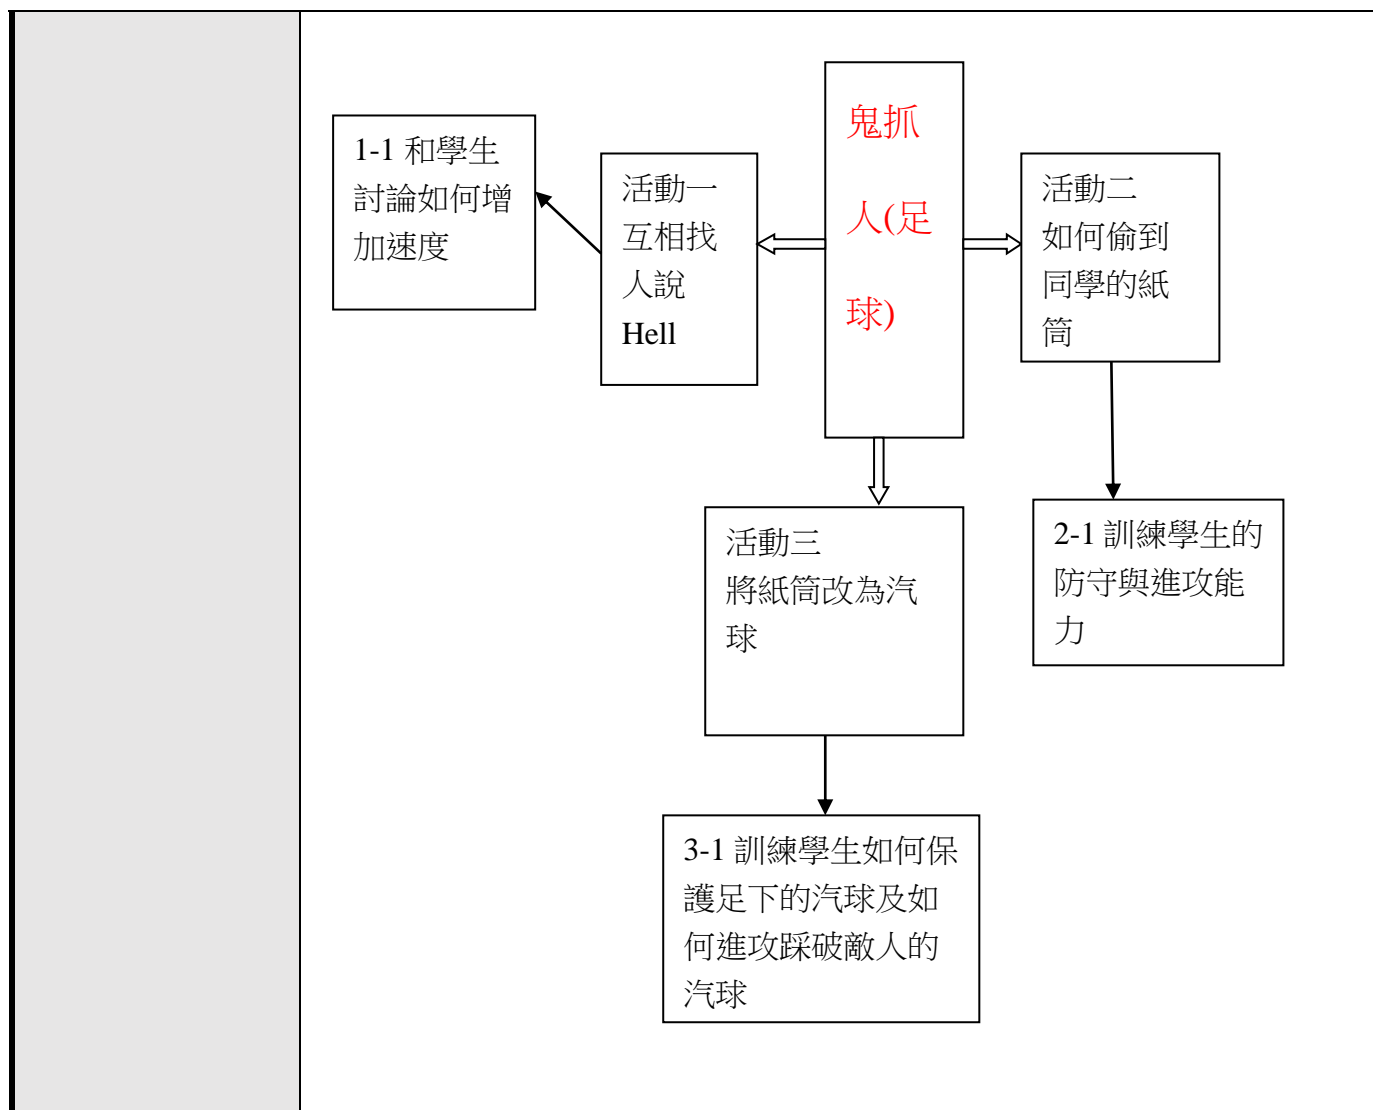 鬼抓
人(足
球)
1-1 和學生
討論如何增
加速度
活動一
互相找
人說
Hell
活動二
如何偷到
同學的紙
筒
活動三
將紙筒改為汽
球
2-1 訓練學生的
防守與進攻能
力
3-1 訓練學生如何保
護足下的汽球及如
何進攻踩破敵人的
汽球